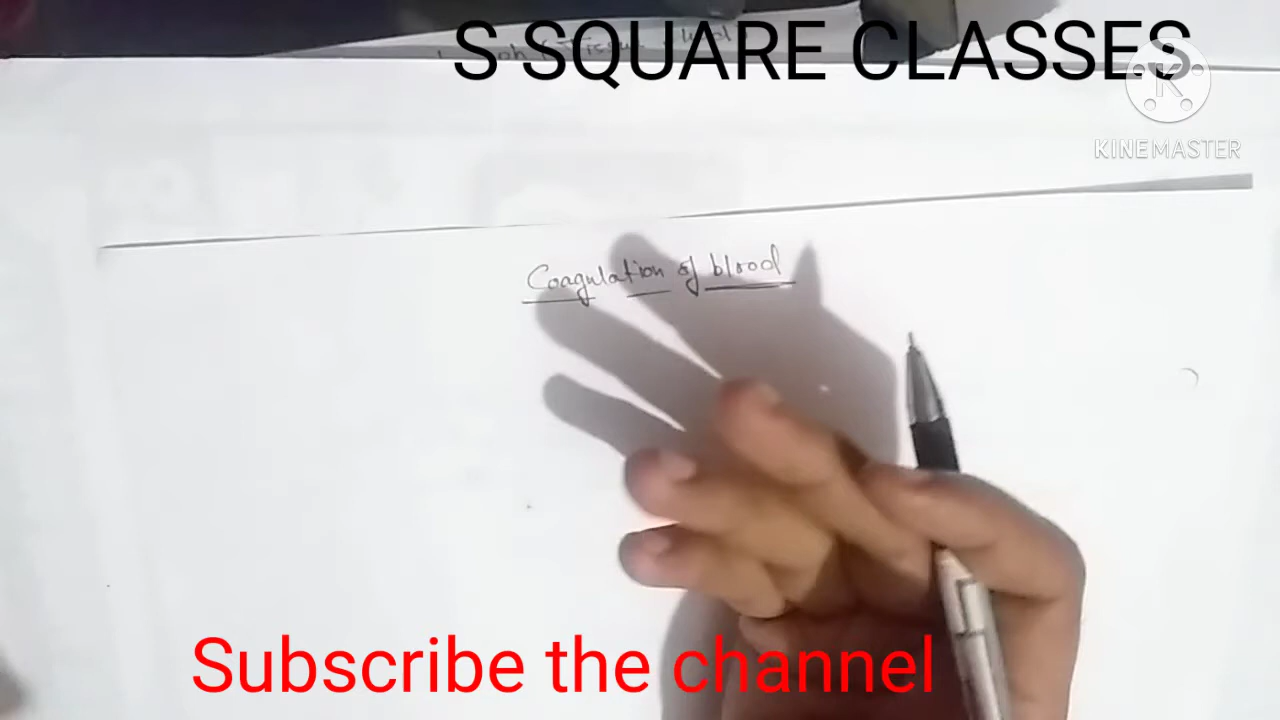 S SQUARE CLASSES
KINEMASTER
Coagulation of blood
Subscribe the channel